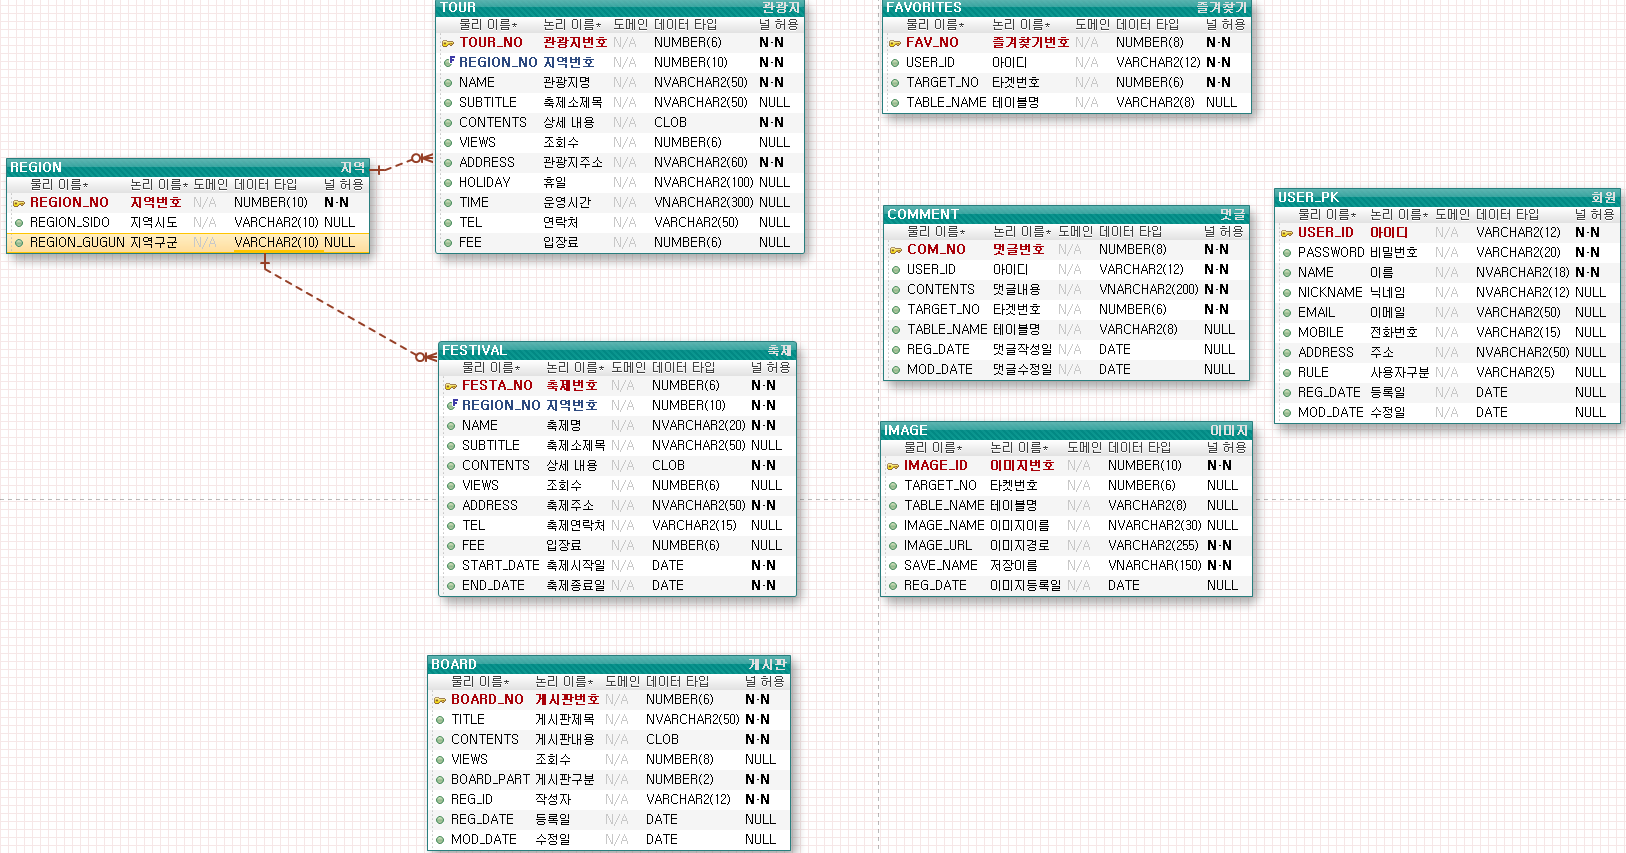 TOUR 관광지
물리 이름* 논리 이름* 도메인 데이터 타입 널 허용
TOUR_NO 관광지번호 N/A NUMBER(6) N-N
REGION_NO 지역번호 N/A NUMBER(10) N-N
NAME 관광지명 N/A NVARCHAR2(50) N-N
SUBTITLE 축제소제목 N/A NVARCHAR2(50) NULL
CONTENTS 상세 내용 N/A CLOB N-N
VIEWS 조회수 N/A NUMBER(6) NULL
ADDRESS 관광지주소 N/A NVARCHAR2(60) N-N
HOLIDAY 휴일 N/A NVARCHAR2(100) NULL
TIME 운영시간 N/A VNARCHAR2(300) NULL
TEL 연락처 N/A VARCHAR2(50) NULL
FEE 입장료 N/A NUMBER(6) NULL
REGION 지역
물리 이름* 논리 이름* 도메인 데이터 타입 널 허용
REGION_NO 지역번호 N/A NUMBER(10) N-N
REGION_SIDO 지역시도 N/A VARCHAR2(10) NULL
REGION_GUGUN 지역구군 N/A VARCHAR2(10) NULL
FESTIVAL 축제
물리 이름* 논리 이름* 도메인 데이터 타입 널 허용
FESTA_NO 축제번호 N/A NUMBER(6) N-N
REGION_NO 지역번호 N/A NUMBER(10) N-N
NAME 축제명 N/A NVARCHAR2(20) N-N
SUBTITLE 축제소제목 N/A NVARCHAR2(50) NULL
CONTENTS 상세 내용 N/A CLOB N-N
VIEWS 조회수 N/A NUMBER(6) NULL
ADDRESS 축제주소 N/A NVARCHAR2(50) N-N
TEL 축제연락처 N/A VARCHAR2(15) NULL
FEE 입장료 N/A NUMBER(6) NULL
START_DATE 축제시작일 N/A DATE N-N
END_DATE 축제종료일 N/A DATE N-N
BOARD 게시판
물리 이름* 논리 이름* 도메인 데이터 타입 널 허용
BOARD_NO 게시판번호 N/A NUMBER(6) N-N
TITLE 게시판제목 N/A NVARCHAR2(50) N-N
CONTENTS 게시판내용 N/A CLOB N-N
VIEWS 조회수 N/A NUMBER(8) NULL
BOARD_PART 게시판구분 N/A NUMBER(2) N-N
REG_ID 작성자 N/A VARCHAR2(12) N-N
REG_DATE 등록일 N/A DATE NULL
MOD_DATE 수정일 N/A DATE NULL
FAVORITES 즐겨찾기
물리 이름* 논리 이름* 도메인 데이터 타입 널 허용
FAV_NO 즐겨찾기번호 N/A NUMBER(8) N-N
USER_ID 아이디 N/A VARCHAR2(12) N-N
TARGET_NO 타겟번호 N/A NUMBER(6) N-N
TABLE_NAME 테이블명 N/A VARCHAR2(8) NULL
COMMENT 댓글
물리 이름* 논리 이름* 도메인 데이터 타입 널 허용
COM_NO 댓글번호 N/A NUMBER(8) N-N
USER_ID 아이디 N/A VARCHAR2(12) N-N
CONTENTS 댓글내용 N/A VNARCHAR2(200) N-N
TARGET_NO 타겟번호 N/A NUMBER(6) N-N
TABLE_NAME 테이블명 N/A VARCHAR2(8) NULL
REG_DATE 댓글작성일 N/A DATE NULL
MOD_DATE 댓글수정일 N/A DATE NULL
IMAGE 이미지
물리 이름* 논리 이름* 도메인 데이터 타입 널 허용
IMAGE_ID 이미지번호 N/A NUMBER(10) N-N
TARGET_NO 타켓번호 N/A NUMBER(6) NULL
TABLE_NAME 테이블명 N/A VARCHAR2(8) NULL
IMAGE_NAME 이미지이름 N/A NVARCHAR2(30) NULL
IMAGE_URL 이미지경로 N/A VARCHAR2(255) N-N
SAVE_NAME 저장이름 N/A VNARCHAR(150) N-N
REG_DATE 이미지등록일 N/A DATE NULL
USER_PK 회원
물리 이름* 논리 이름* 도메인 데이터 타입 널 허용
USER_ID 아이디 N/A VARCHAR2(12) N-N
PASSWORD 비밀번호 N/A VARCHAR2(20) N-N
NAME 이름 N/A NVARCHAR2(18) N-N
NICKNAME 닉네임 N/A NVARCHAR2(12) NULL
EMAIL 이메일 N/A VARCHAR2(50) NULL
MOBILE 전화번호 N/A VARCHAR2(15) NULL
ADDRESS 주소 N/A NVARCHAR2(50) NULL
RULE 사용자구분 N/A VARCHAR2(5) NULL
REG_DATE 등록일 N/A DATE NULL
MOD_DATE 수정일 N/A DATE NULL